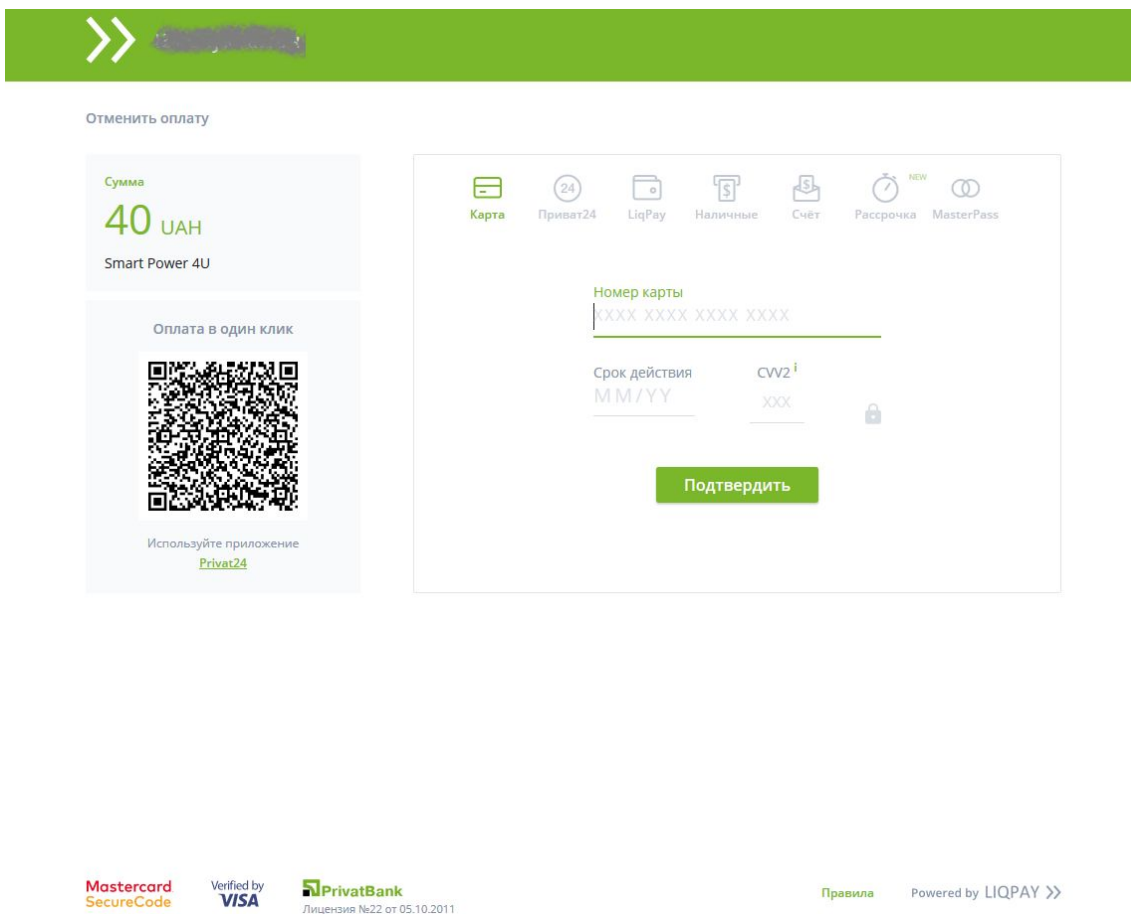 Отменить оплату
Сумма
40 UAH
Smart Power 4U
Оплата в один клик
Используйте приложение
Privat24
24
NEW
Карта
Приват24
LiqPay
Наличные
Счёт
Рассрочка
MasterPass
Номер карты
XXXX XXXX XXXX XXXX
Срок действия
CVV2 i
MM/YY
XXX
Подтвердить
Mastercard
SecureCode
Verified by
VISA
PrivatBank
Лицензия №22 от 05.10.2011
Правила
Powered by LIQPAY